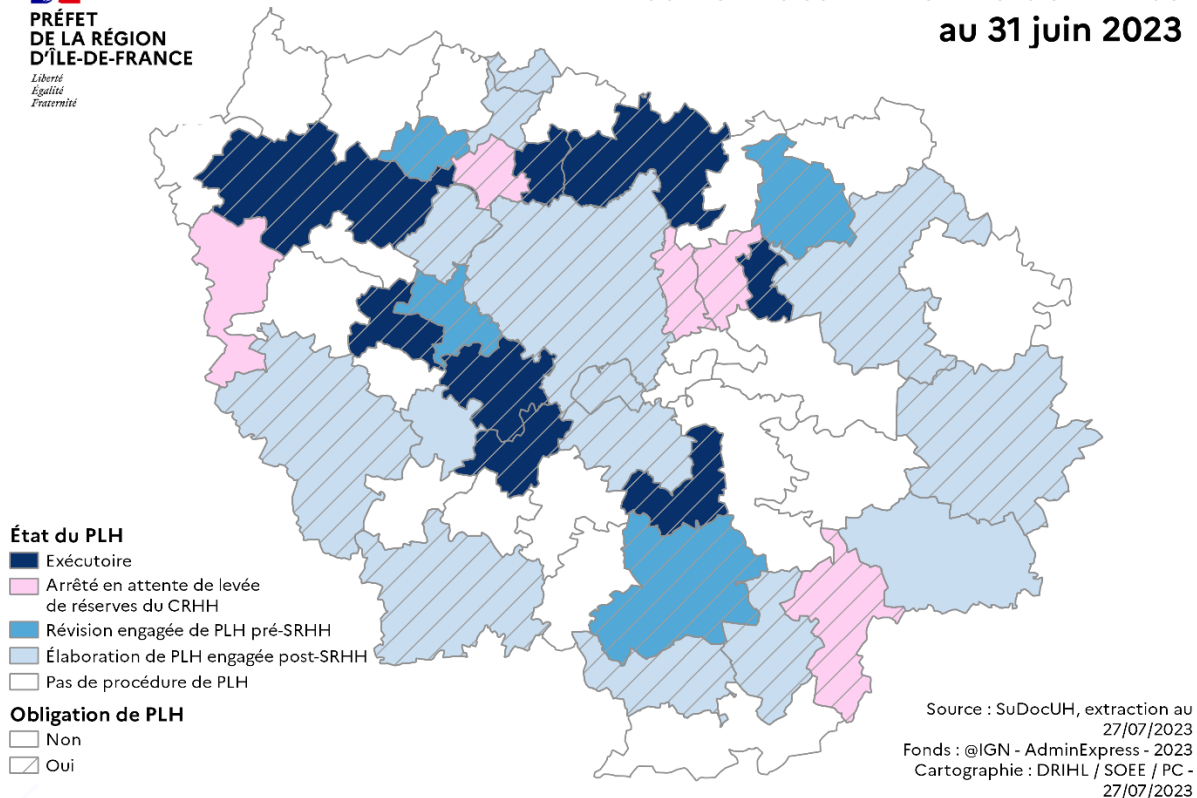 PRÉFET
DE LA RÉGION
D'ÎLE-DE-FRANCE
Liberté
Égalité
Fraternité
au 31 juin 2023
État du PLH
Exécutoire
Arrêté en attente de levée
de réserves du CRHH
Révision engagée de PLH pré-SRHH
Élaboration de PLH engagée post-SRHH
Pas de procédure de PLH
Obligation de PLH
Non
Oui
Source : SuDocUH, extraction au
27/07/2023
Fonds : @IGN - AdminExpress - 2023
Cartographie : DRIHL / SOEE / PC -
27/07/2023